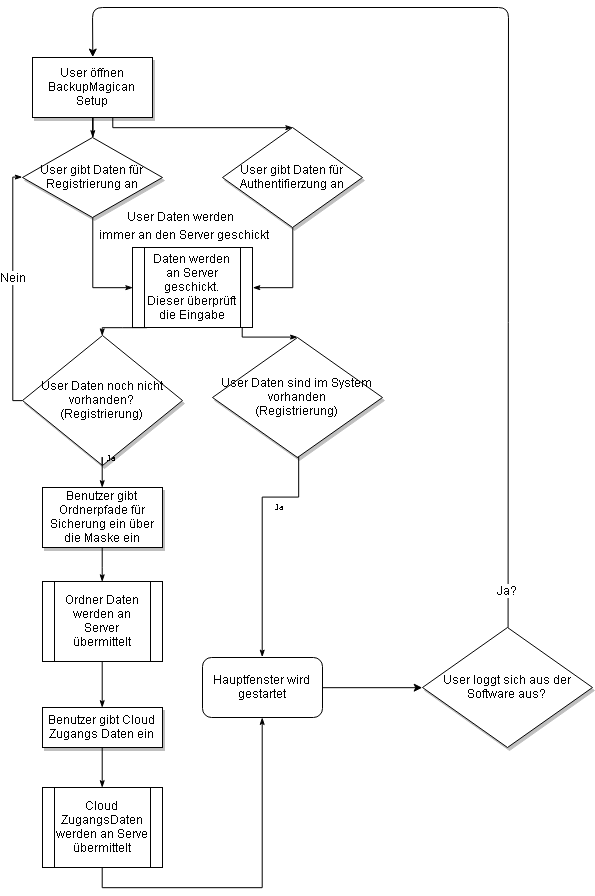 User öffnen
BackupMagican
Setup
User gibt Daten für
Registrierung an
User gibt Daten für
Authentifierzung an
User Daten werden
immer an den Server geschickt
Daten werden
an Server
geschickt.
Dieser überprüft
die Eingabe
Nein
User Daten noch nicht
vorhanden?
(Registrierung)
User Daten sind im System
vorhanden
(Registrierung)
Ja
Ja
Benutzer gibt
Ordnerpfade für
Sicherung ein über
die Maske ein
Ordner Daten
werden an
Server
übermittelt
Ja?
Hauptfenster wird
gestartet
User loggt sich aus der
Software aus?
Benutzer gibt Cloud
Zugangs Daten ein
Cloud
ZugangsDaten
werden an Serve
übermittelt